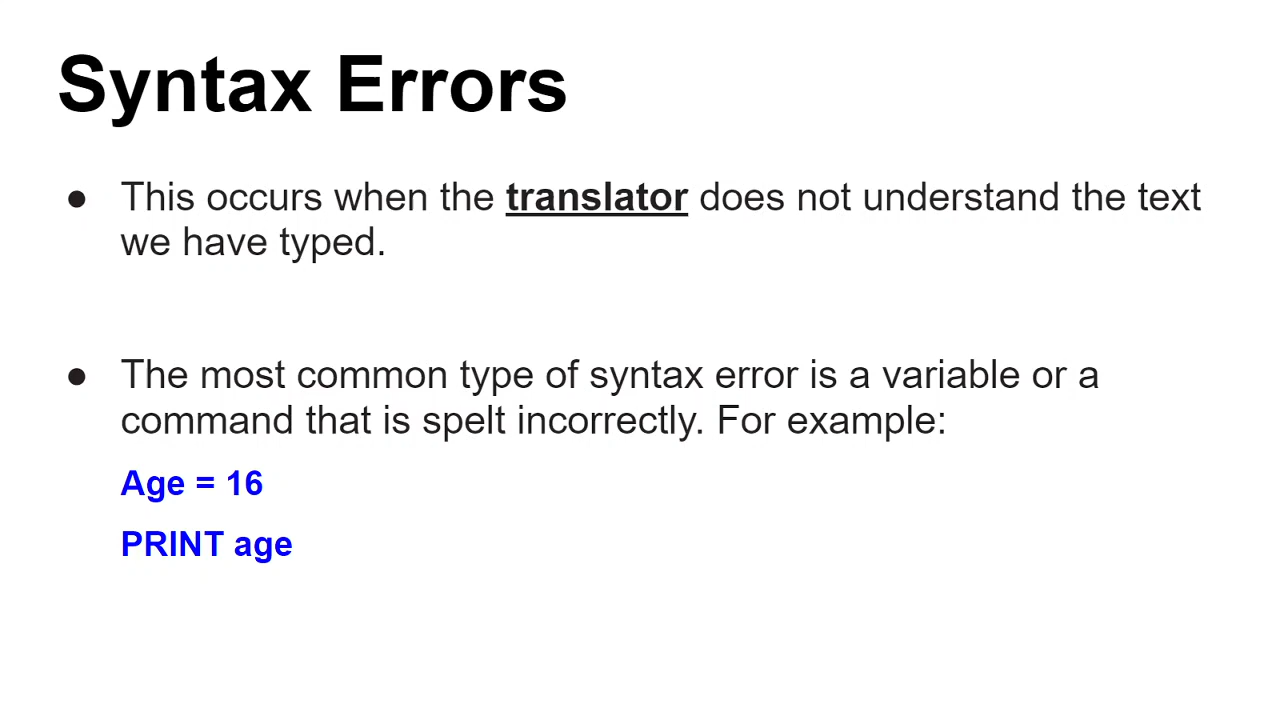 Syntax Errors
● This occurs when the translator does not understand the text
we have typed.
● The most common type of syntax error is a variable or a
command that is spelt incorrectly. For example:
Age = 16
PRINT age